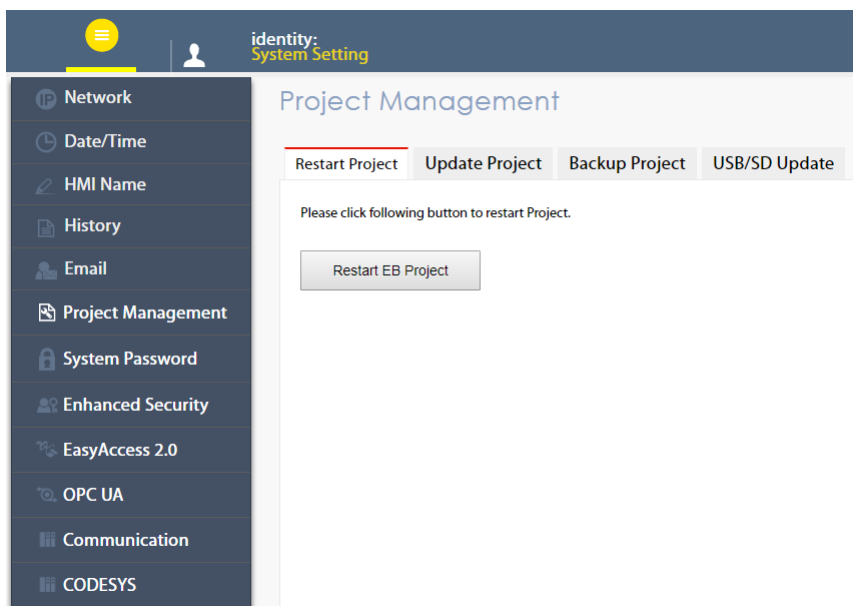 identity:
System Setting
Network
Date/Time
HMI Name
History
Email
Project Management
System Password
Enhanced Security
EasyAccess 2.0
OPC UA
Communication
CODESYS
Project Management
Restart Project
Update Project
Backup Project
USB/SD Update
Please click following button to restart Project.
Restart EB Project